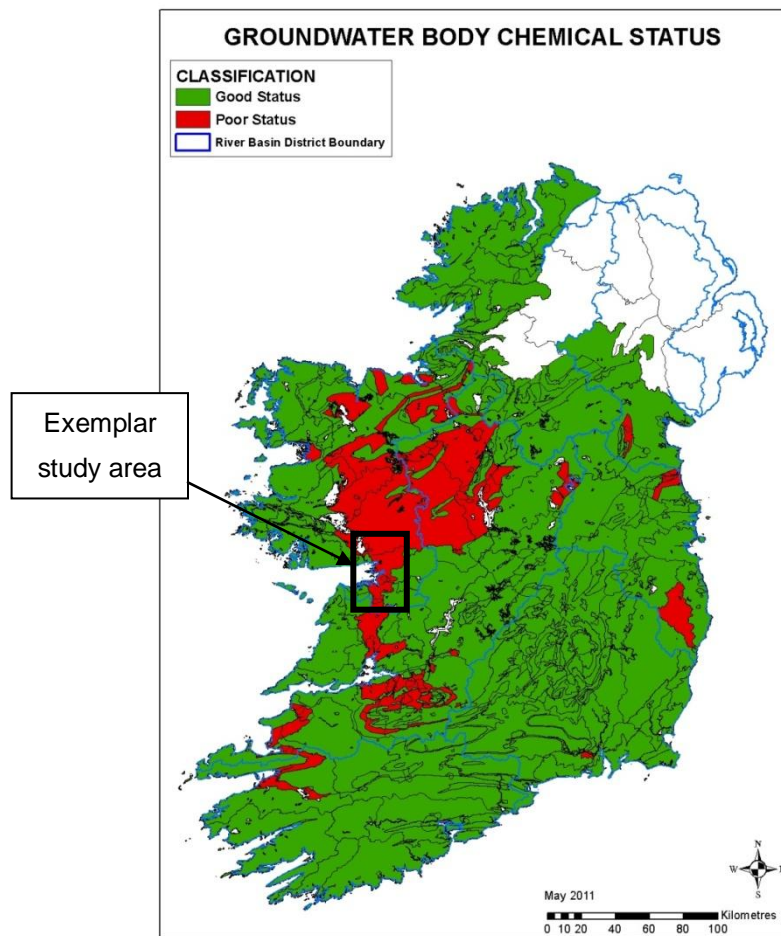 GROUNDWATER BODY CHEMICAL STATUS
CLASSIFICATION
Good Status
Poor Status
River Basin District Boundary
Exemplar
study area
N
W
E
S
May 2011
Kilometres
0 10 20 40 60 80 100